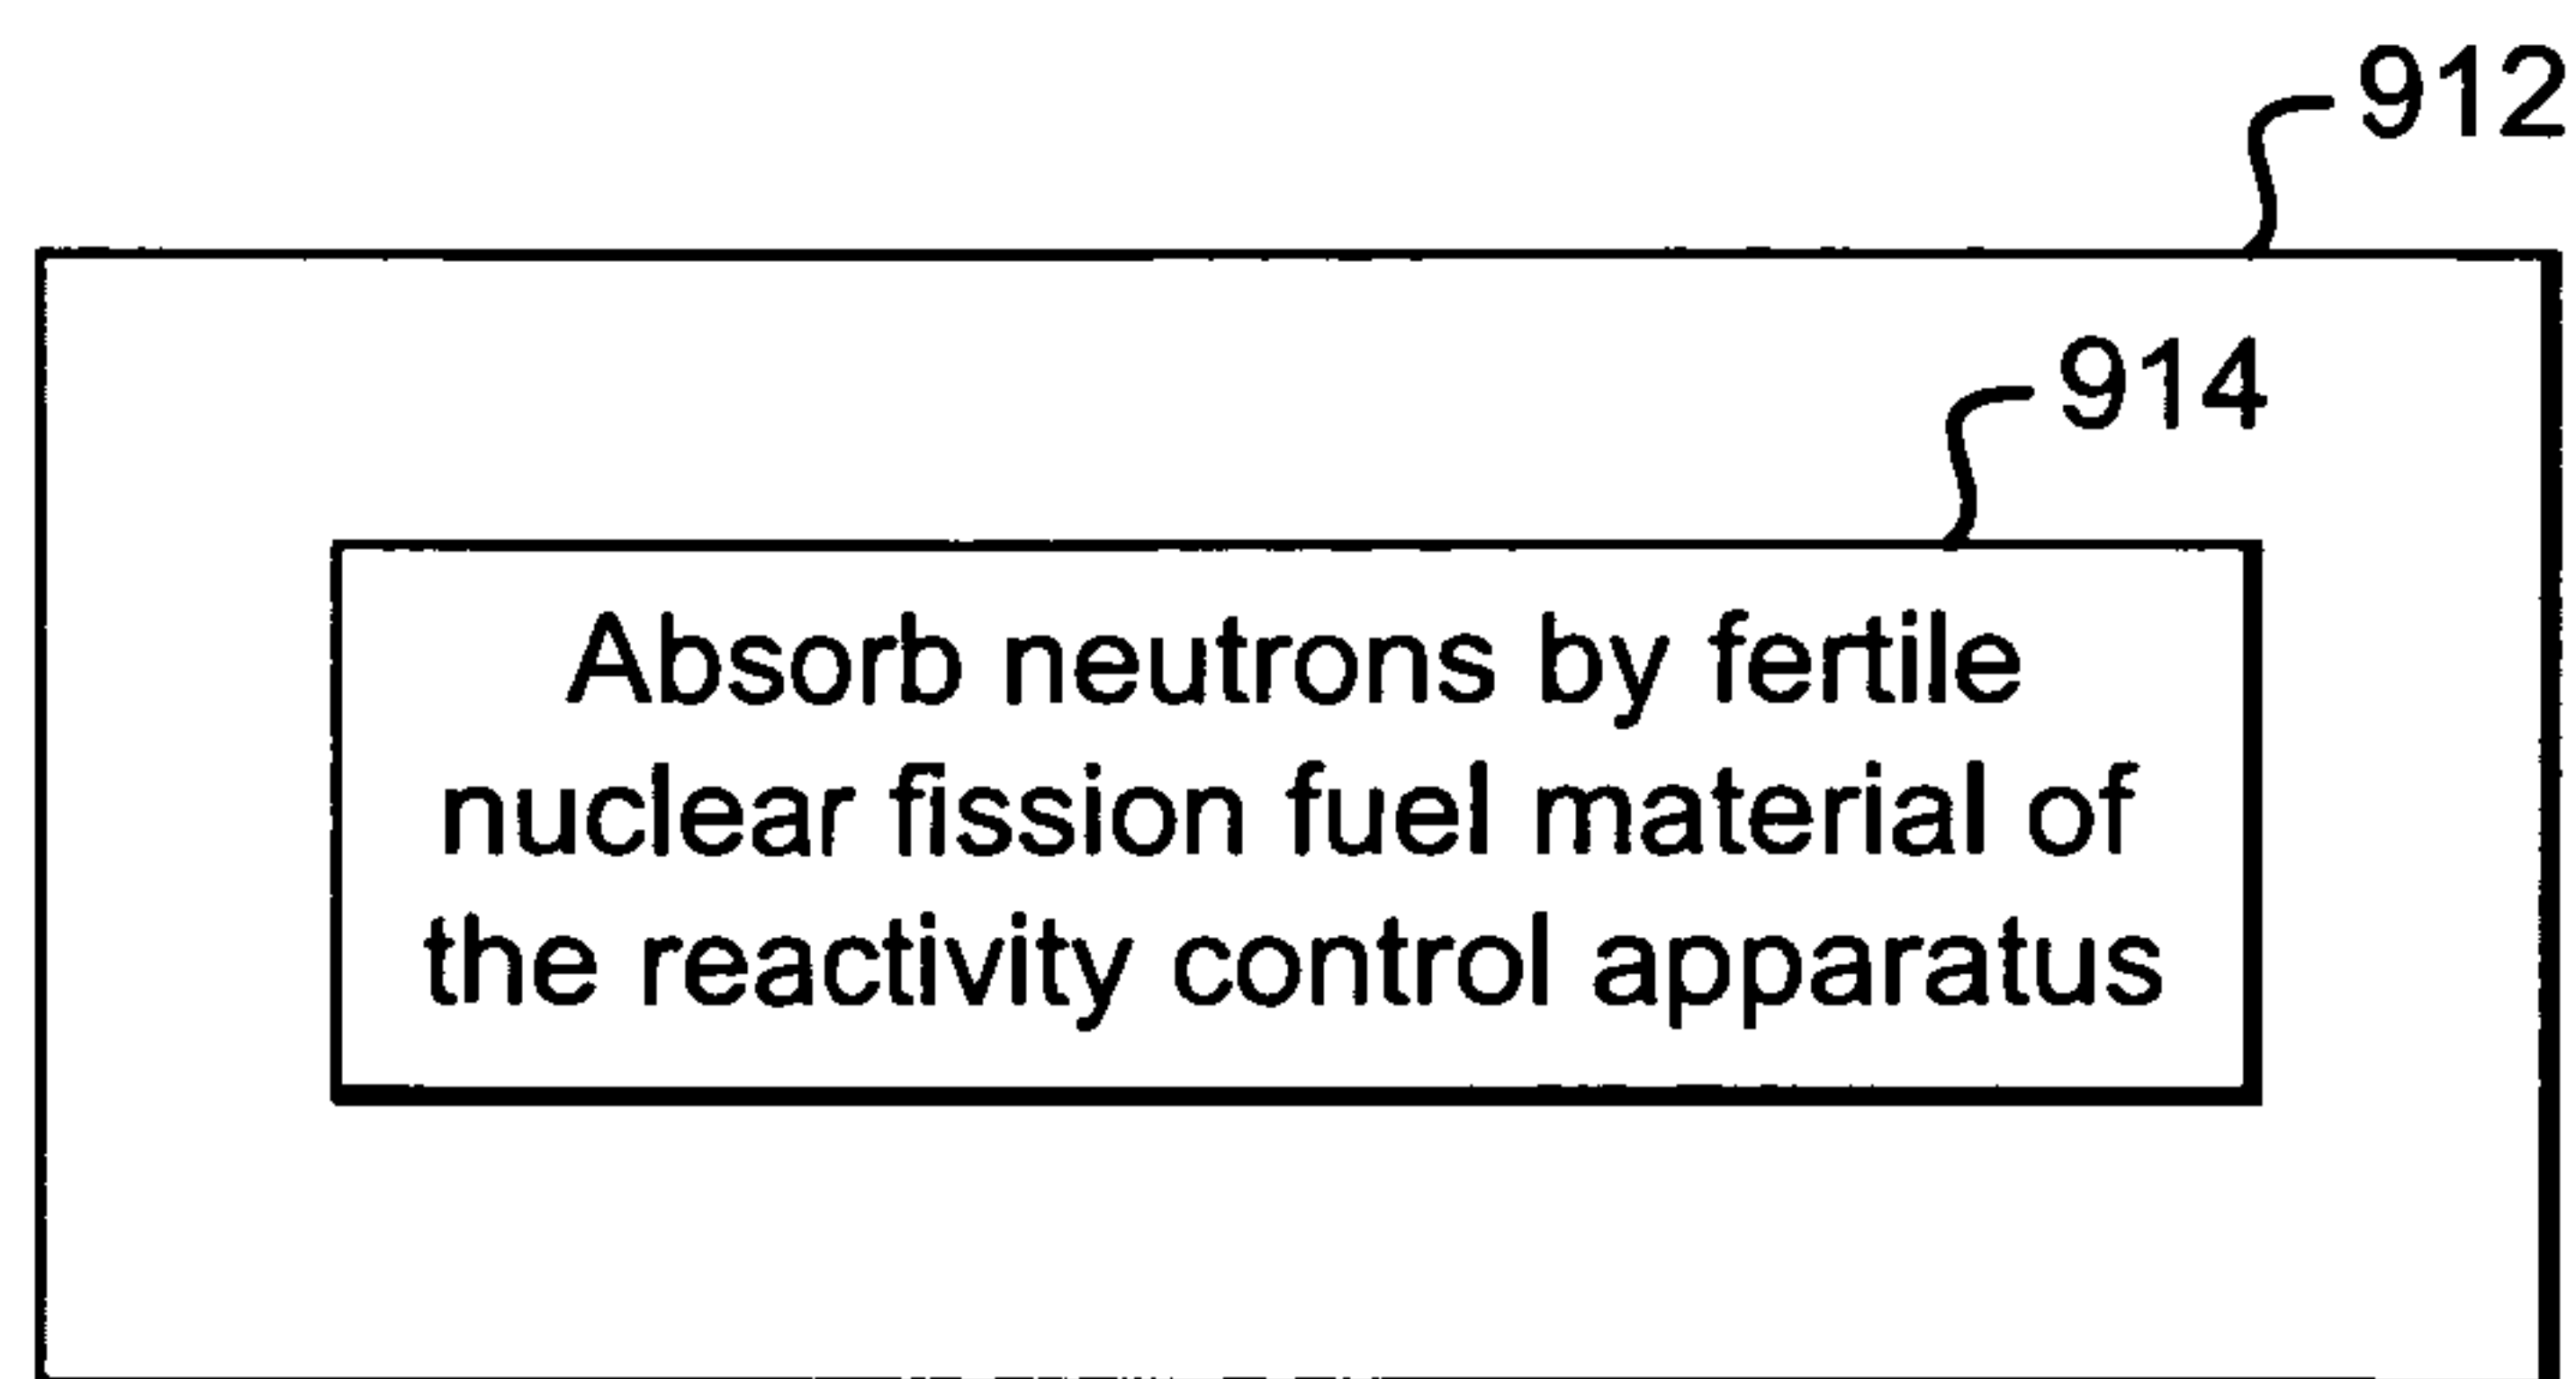 912
914
Absorb neutrons by fertile
nuclear fission fuel material of
the reactivity control apparatus